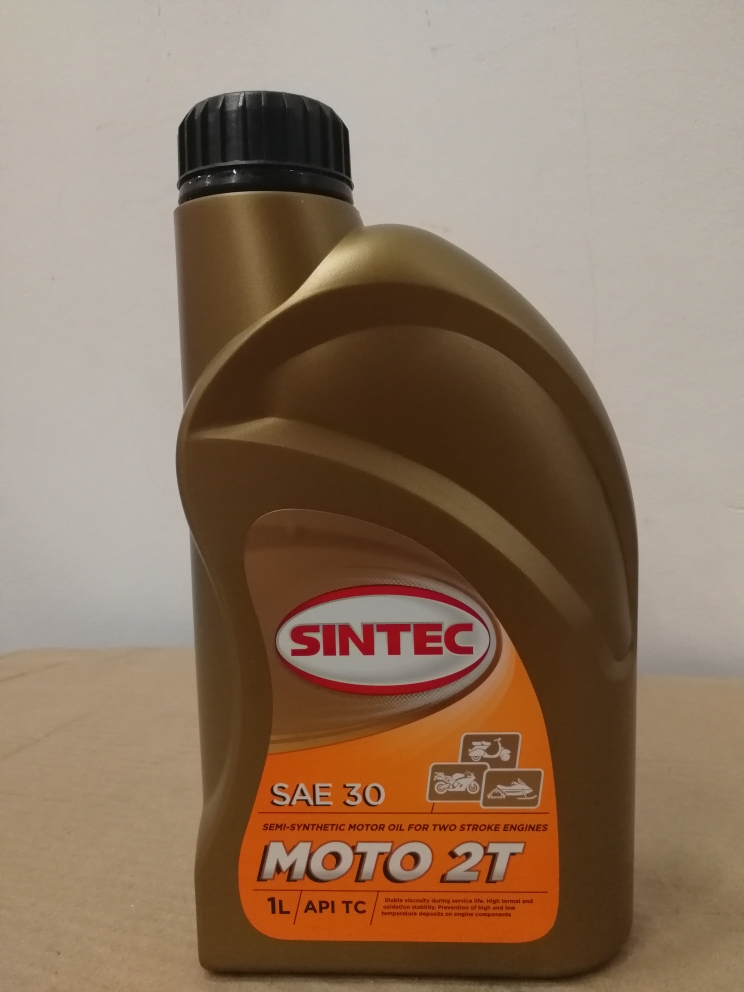 SINTEC
SAE 30
SEMI-SYNTHETIC MOTOR OIL FOR TWO STROKE ENGINES
MOTO 2T
1L API TC
Stable viscosity during service life. High termal and
oxidation stability. Prevention of high and low
temperature deposits on engine components